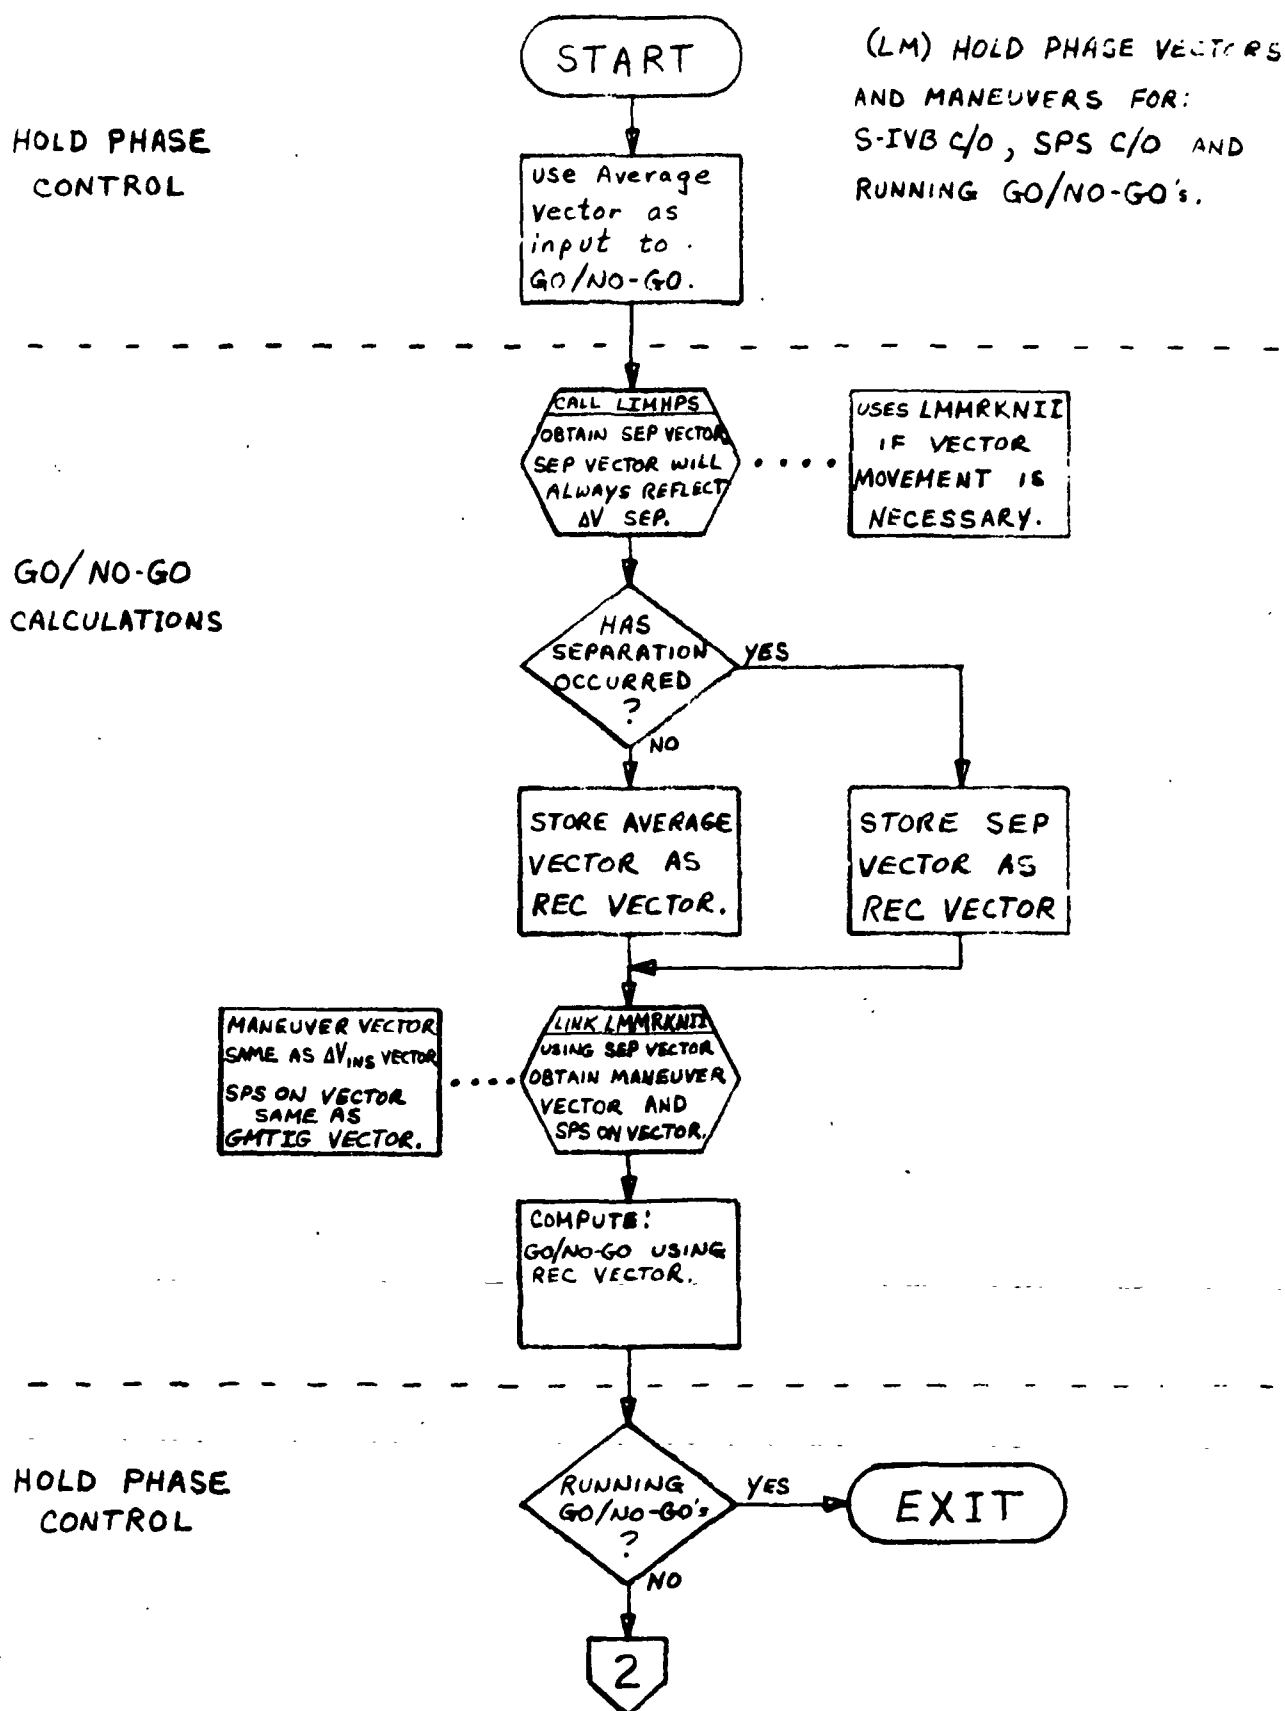 START
(LM) HOLD PHASE VECTORS
AND MANEUVERS FOR:
S-IVB C/O, SPS C/O AND
RUNNING GO/NO-GO's.
HOLD PHASE
CONTROL
use Average
Vector as
input to
GO/NO-GO.
CALL LIMHPS
OBTAIN SEP VECTOR
SEP VECTOR WILL
ALWAYS REFLECT
ΔV SEP.
USES LMMRKNII
IF VECTOR
MOVEMENT IS
NECESSARY.
GO/NO-GO
CALCULATIONS
HAS
SEPARATION
OCCURRED
?
YES
NO
STORE AVERAGE
VECTOR AS
REC VECTOR.
STORE SEP
VECTOR AS
REC VECTOR
MANEUVER VECTOR
SAME AS ΔVINS VECTOR
SPS ON VECTOR
SAME AS
GMTIG VECTOR.
LINK LMMRKNII
USING SEP VECTOR
OBTAIN MANEUVER
VECTOR AND
SPS ON VECTOR.
COMPUTE:
GO/NO-GO USING
REC VECTOR.
HOLD PHASE
CONTROL
RUNNING
GO/NO-GO's
?
YES
EXIT
NO
2